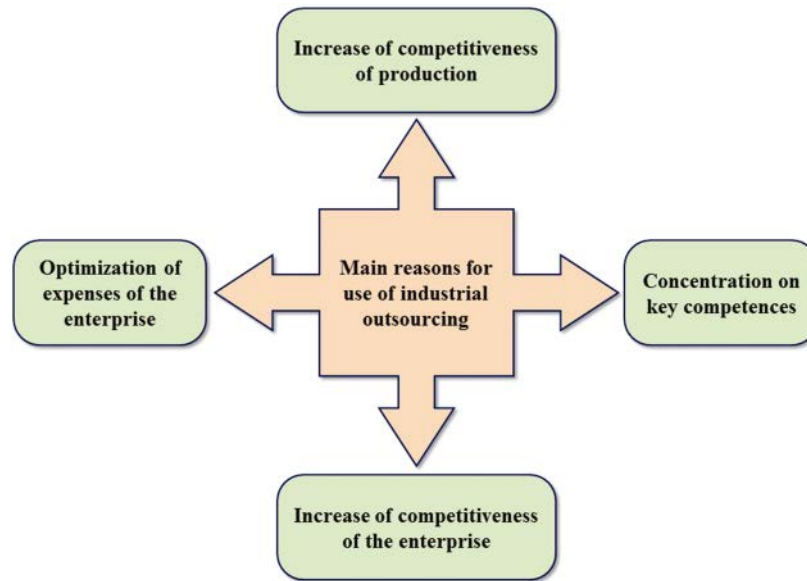 Increase of competitiveness
of production
Optimization of
expenses of the
enterprise
Main reasons for
use of industrial
outsourcing
Concentration on
key competences
Increase of competitiveness
of the enterprise